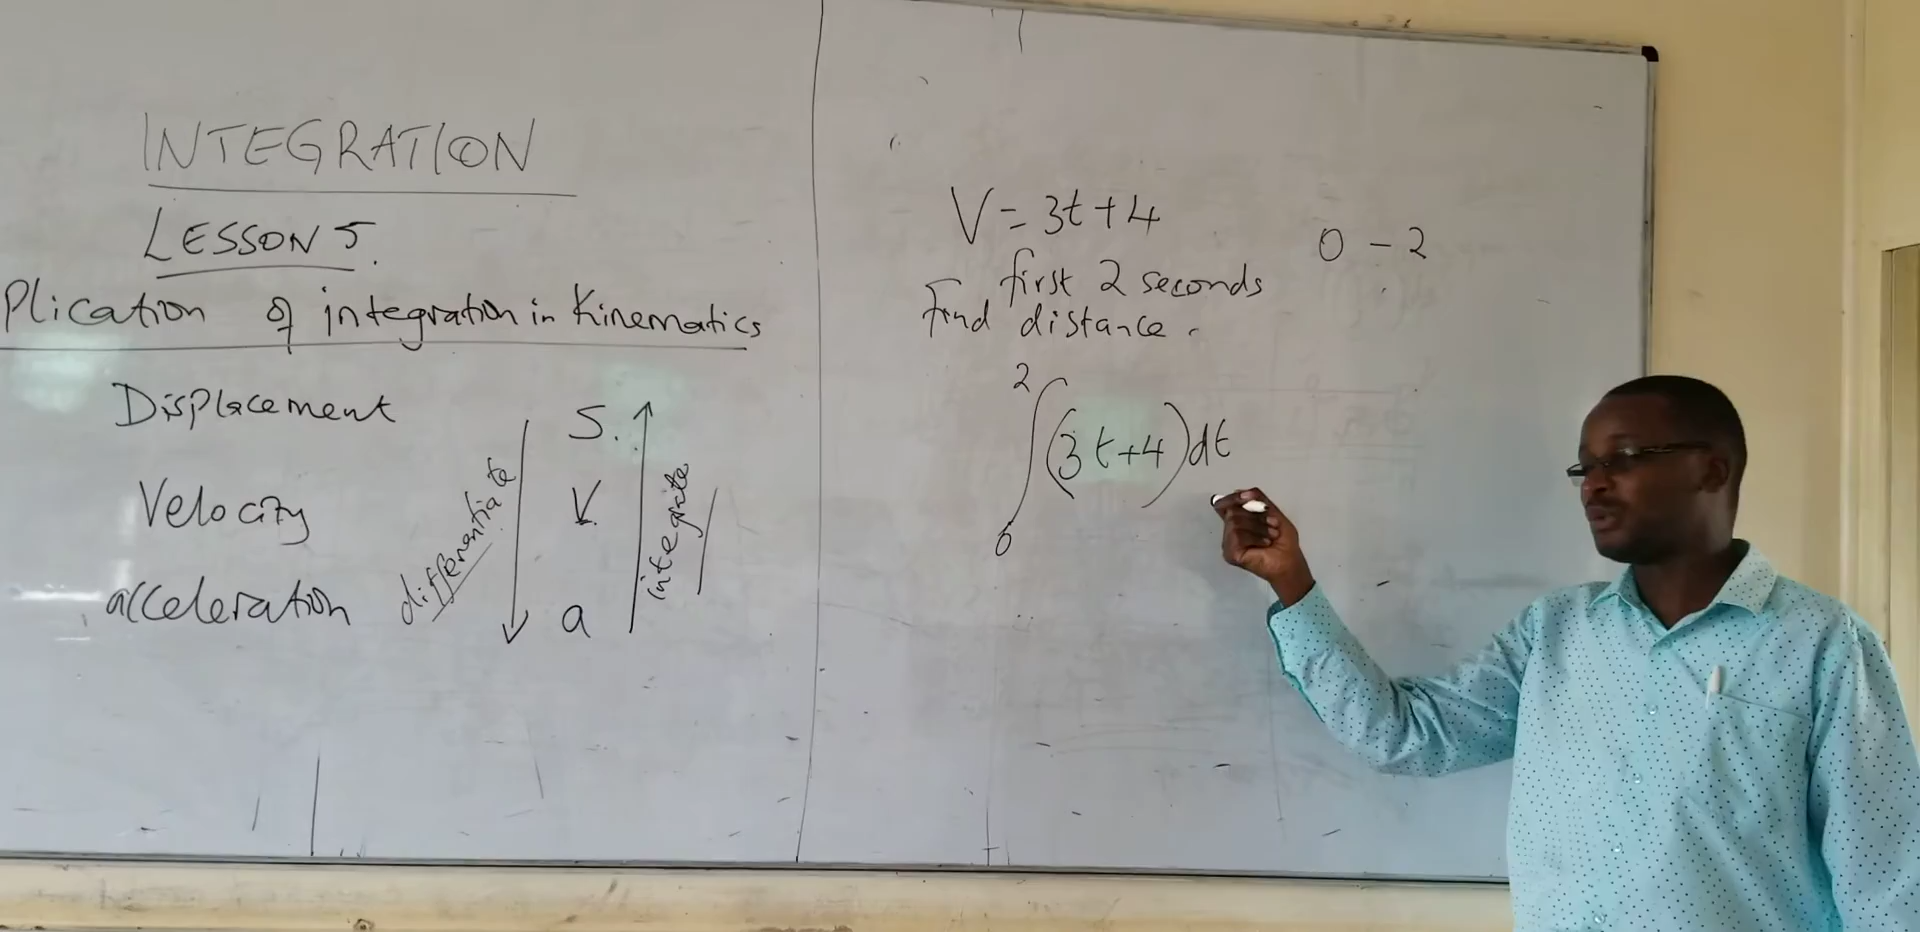 INTEGRATION
LESSON 5.
Plication of integration in Kinematics
Displacement
Velocity
acceleration
differentiate
S.
V
a
integrate
V = 3t + 4
0 - 2
first 2 seconds
Find distance.
2
∫(3t+4)dt
0